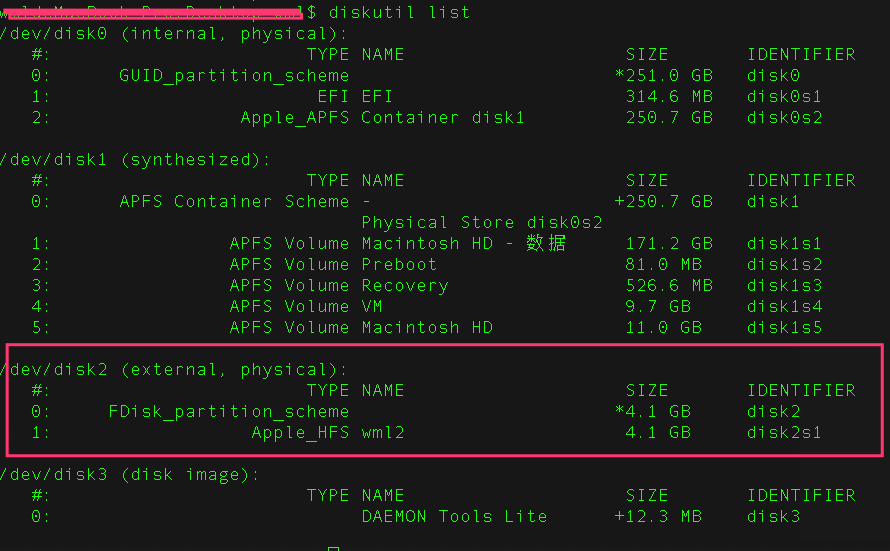 $ diskutil list
/dev/disk0 (internal, physical):
#: TYPE NAME SIZE IDENTIFIER
0: GUID_partition_scheme *251.0 GB disk0
1: EFI EFI 314.6 MB disk0s1
2: Apple_APFS Container disk1 250.7 GB disk0s2
/dev/disk1 (synthesized):
#: TYPE NAME SIZE IDENTIFIER
0: APFS Container Scheme - +250.7 GB disk1
Physical Store disk0s2
1: APFS Volume Macintosh HD - 数据 171.2 GB disk1s1
2: APFS Volume Preboot 81.0 MB disk1s2
3: APFS Volume Recovery 526.6 MB disk1s3
4: APFS Volume VM 9.7 GB disk1s4
5: APFS Volume Macintosh HD 11.0 GB disk1s5
/dev/disk2 (external, physical):
#: TYPE NAME SIZE IDENTIFIER
0: FDisk_partition_scheme *4.1 GB disk2
1: Apple_HFS wml2 4.1 GB disk2s1
/dev/disk3 (disk image):
#: TYPE NAME SIZE IDENTIFIER
0: DAEMON Tools Lite +12.3 MB disk3